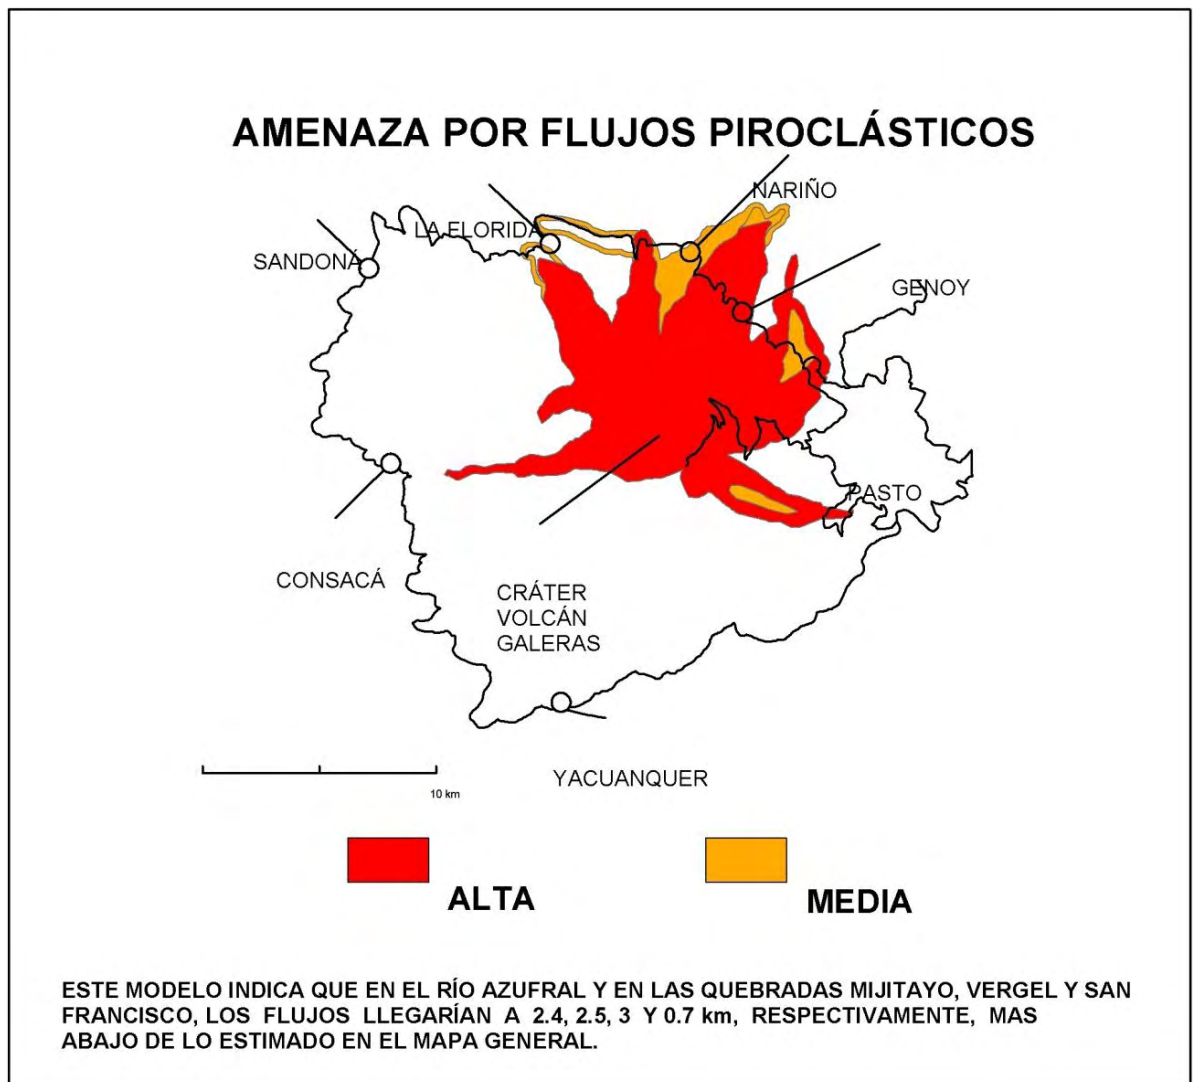 AMENAZA POR FLUJOS PIROCLÁSTICOS
NARIÑO
LA FLORIDA
SANDONÁ
GENOY
PASTO
CONSACÁ
CRÁTER
VOLCÁN
GALERAS
YACUANQUER
10 km
ALTA
MEDIA
ESTE MODELO INDICA QUE EN EL RÍO AZUFRAL Y EN LAS QUEBRADAS MIJITAYO, VERGEL Y SAN
FRANCISCO, LOS FLUJOS LLEGARÍAN A 2.4, 2.5, 3 Y 0.7 km, RESPECTIVAMENTE, MAS
ABAJO DE LO ESTIMADO EN EL MAPA GENERAL.